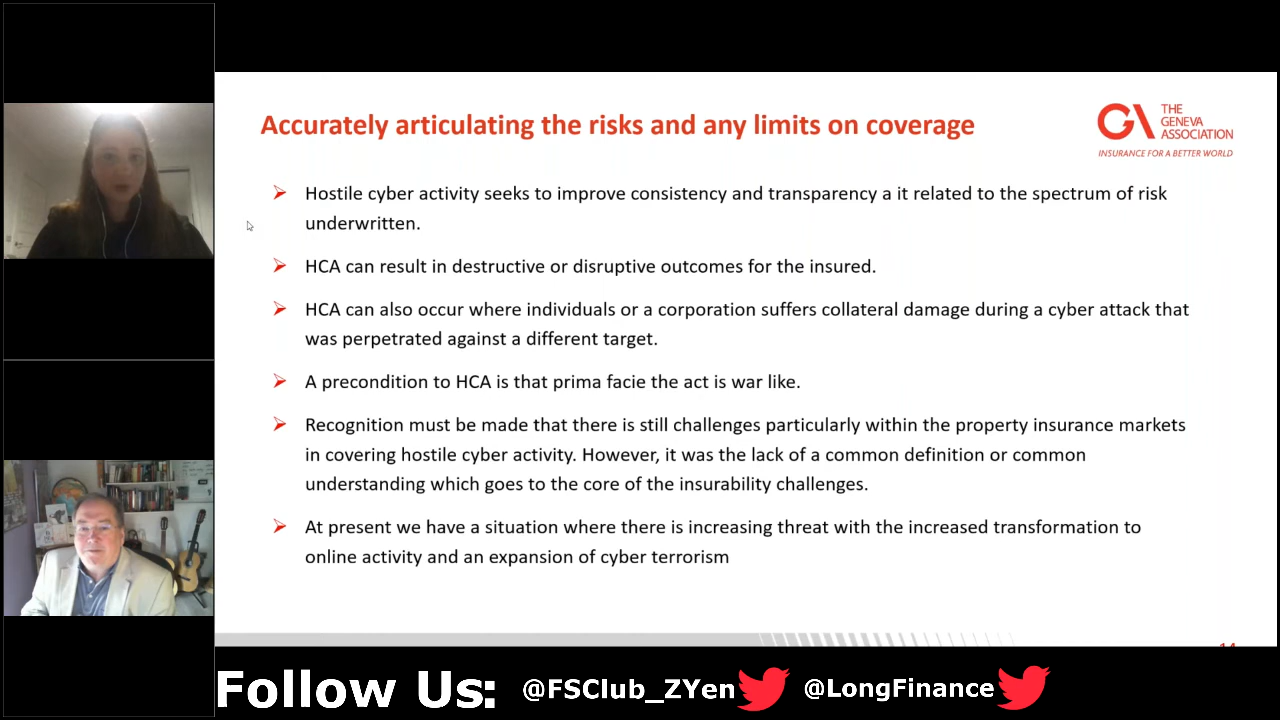 Accurately articulating the risks and any limits on coverage
THE
GENEVA
ASSOCIATION
INSURANCE FOR A BETTER WORLD
Hostile cyber activity seeks to improve consistency and transparency a it related to the spectrum of risk
underwritten.
HCA can result in destructive or disruptive outcomes for the insured.
HCA can also occur where individuals or a corporation suffers collateral damage during a cyber attack that
was perpetrated against a different target.
A precondition to HCA is that prima facie the act is war like.
Recognition must be made that there is still challenges particularly within the property insurance markets
in covering hostile cyber activity. However, it was the lack of a common definition or common
understanding which goes to the core of the insurability challenges.
At present we have a situation where there is increasing threat with the increased transformation to
online activity and an expansion of cyber terrorism
Follow Us: @FSClub_ZYen @LongFinance